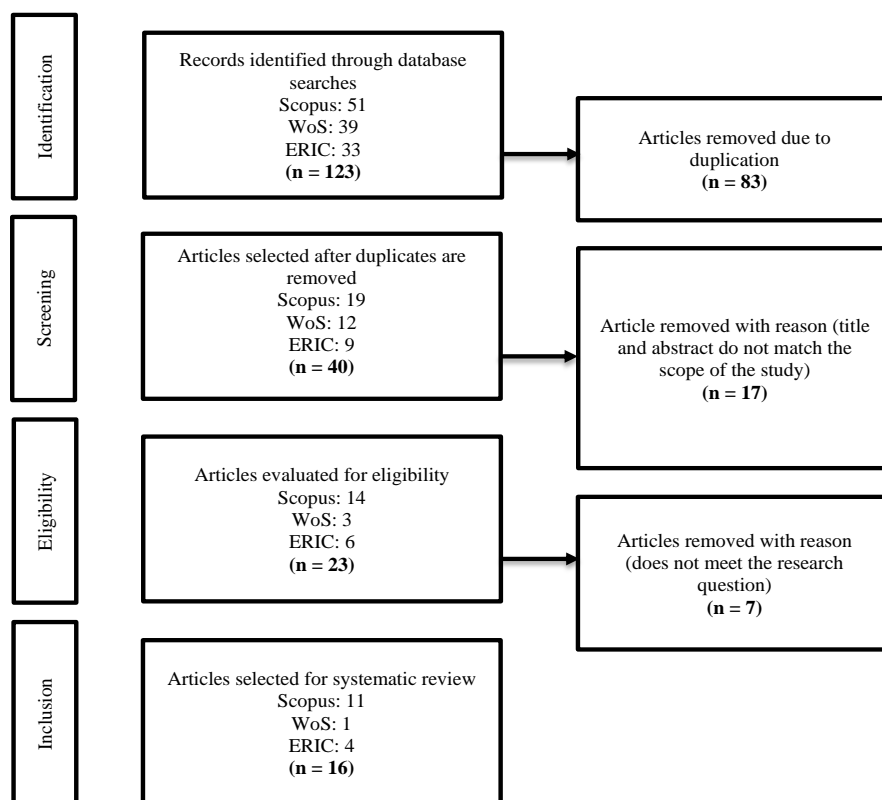 Identification
Records identified through database
searches
Scopus: 51
WoS: 39
ERIC: 33
(n = 123)
Articles removed due to
duplication
(n = 83)
Screening
Articles selected after duplicates are
removed
Scopus: 19
WoS: 12
ERIC: 9
(n = 40)
Article removed with reason (title
and abstract do not match the
scope of the study)
(n = 17)
Eligibility
Articles evaluated for eligibility
Scopus: 14
WoS: 3
ERIC: 6
(n = 23)
Articles removed with reason
(does not meet the research
question)
(n = 7)
Inclusion
Articles selected for systematic review
Scopus: 11
WoS: 1
ERIC: 4
(n = 16)